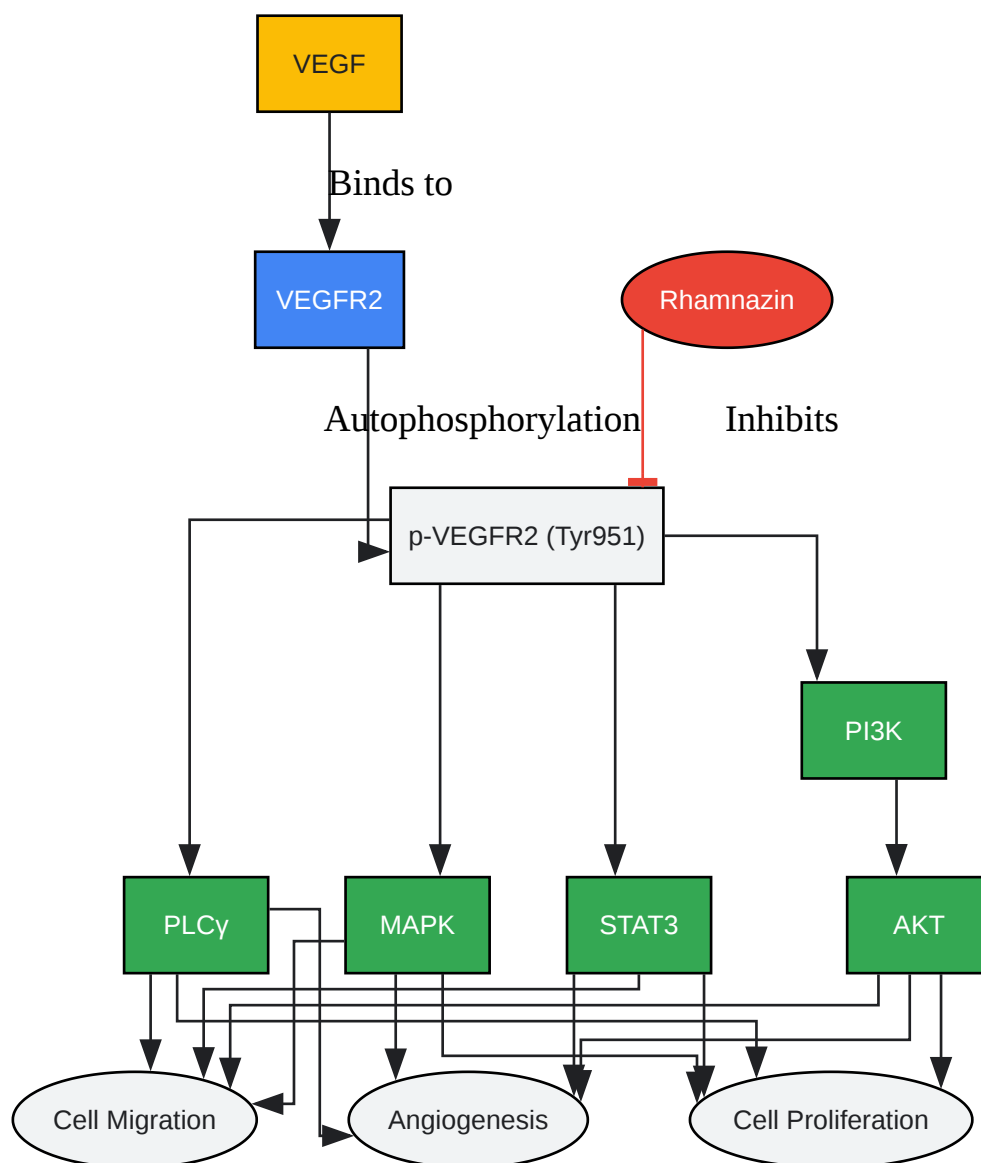 VEGF
Binds to
VEGFR2
Rhamnazin
Autophosphorylation
Inhibits
p-VEGFR2 (Tyr951)
PI3K
PLCγ
MAPK
STAT3
AKT
Cell Migration
Angiogenesis
Cell Proliferation